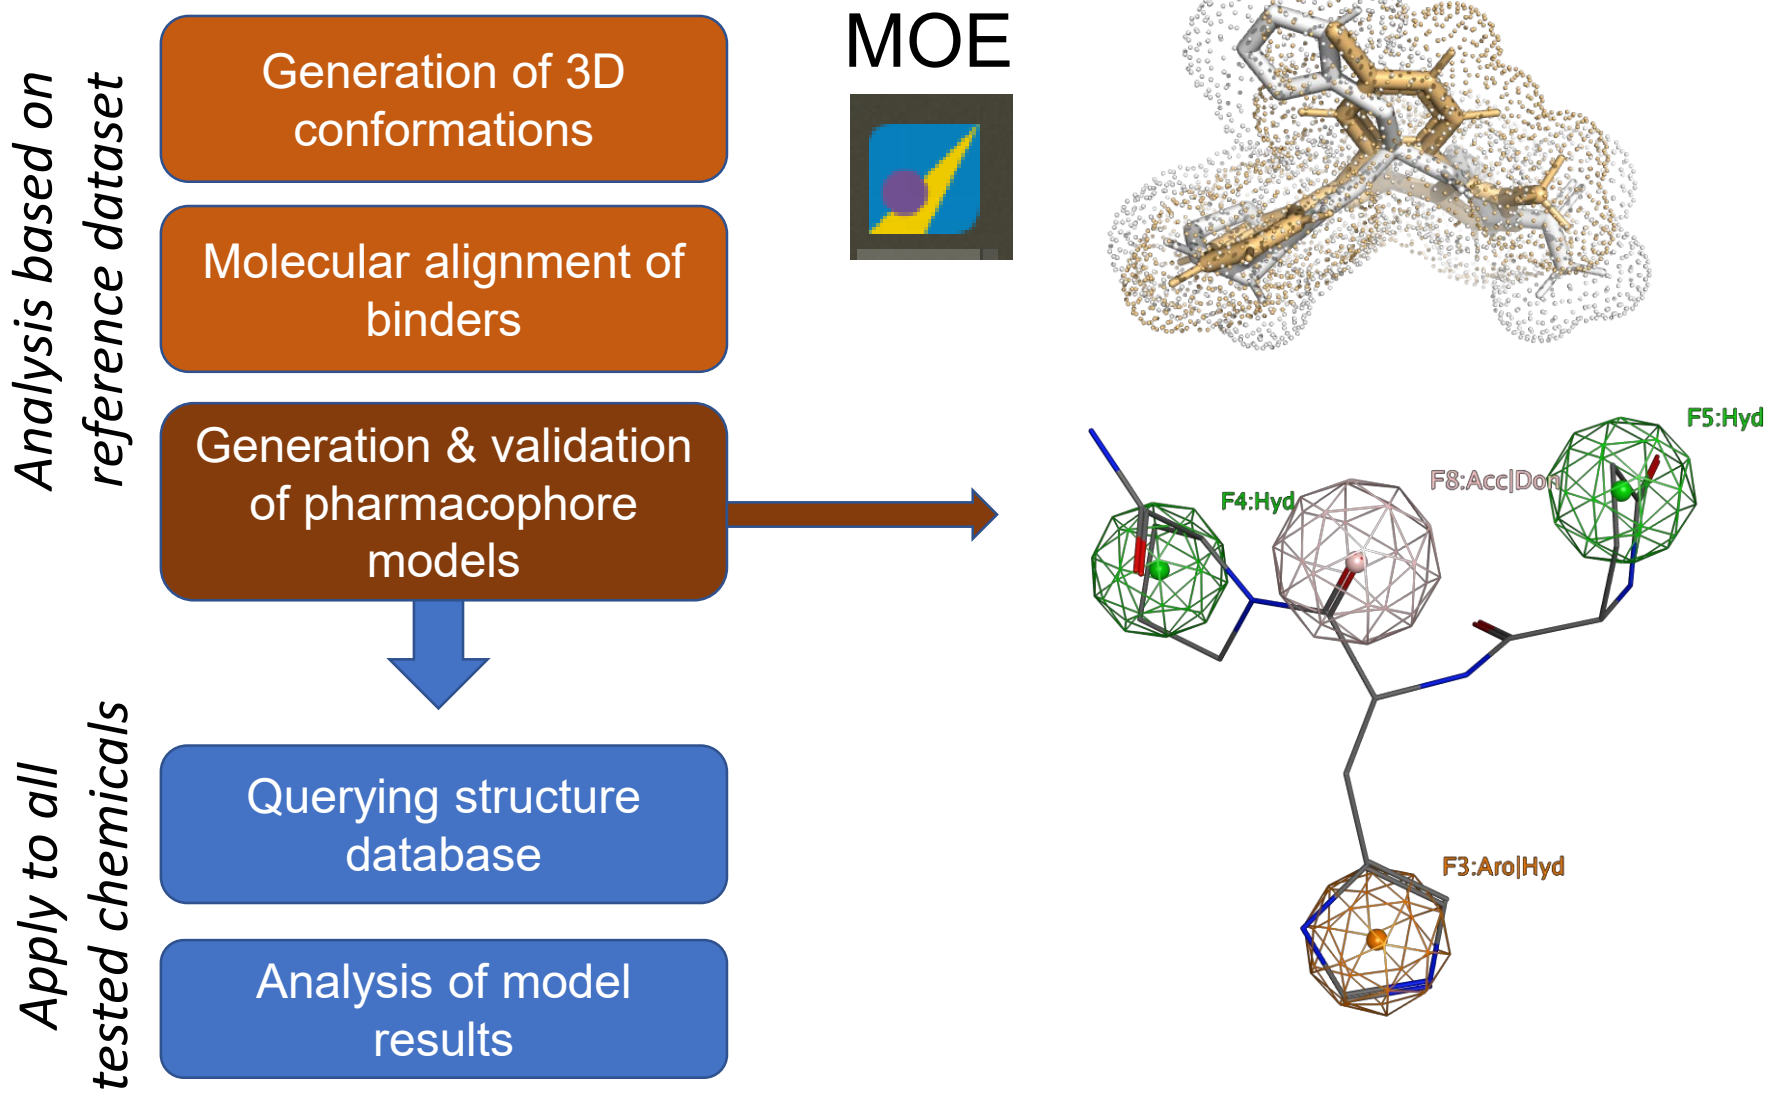 Analysis based on
reference dataset
Generation of 3D
conformations
Molecular alignment of
binders
Generation & validation
of pharmacophore
models
Apply to all
tested chemicals
Querying structure
database
Analysis of model
results
MOE
F5:Hyd
F8:Acc|Don
F4:Hyd
F3:Aro|Hyd